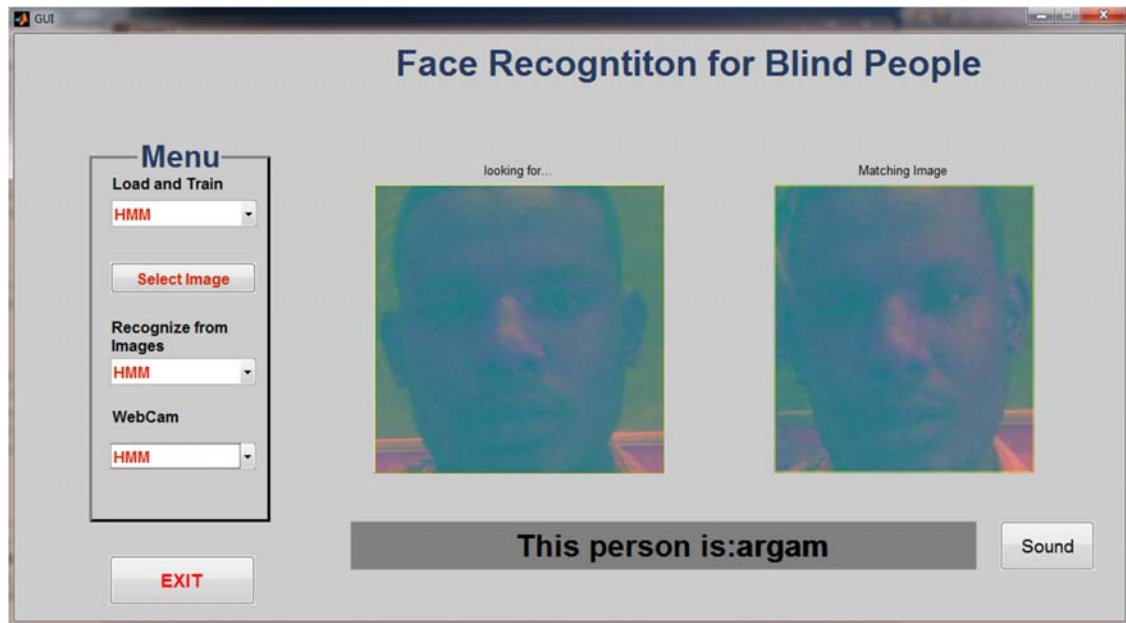 GUI
Face Recogntiton for Blind People
Menu
Load and Train
HMM
Select Image
Recognize from
Images
HMM
WebCam
HMM
EXIT
looking for...
Matching Image
This person is:argam
Sound